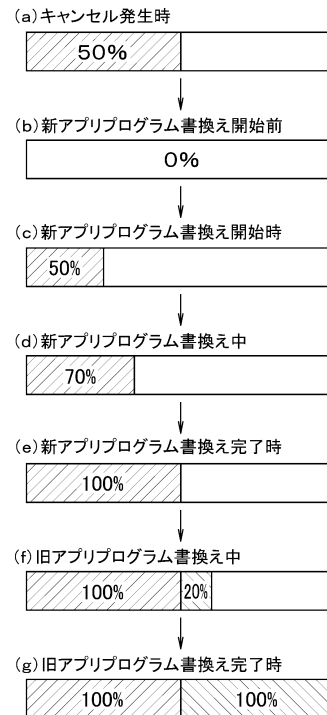 (a)キャンセル発生時
50%
(b)新アプリプログラム書換え開始前
0%
(c)新アプリプログラム書換え開始時
50%
(d)新アプリプログラム書換え中
70%
(e)新アプリプログラム書換え完了時
100%
(f)旧アプリプログラム書換え中
100% 20%
(g)旧アプリプログラム書換え完了時
100% 100%